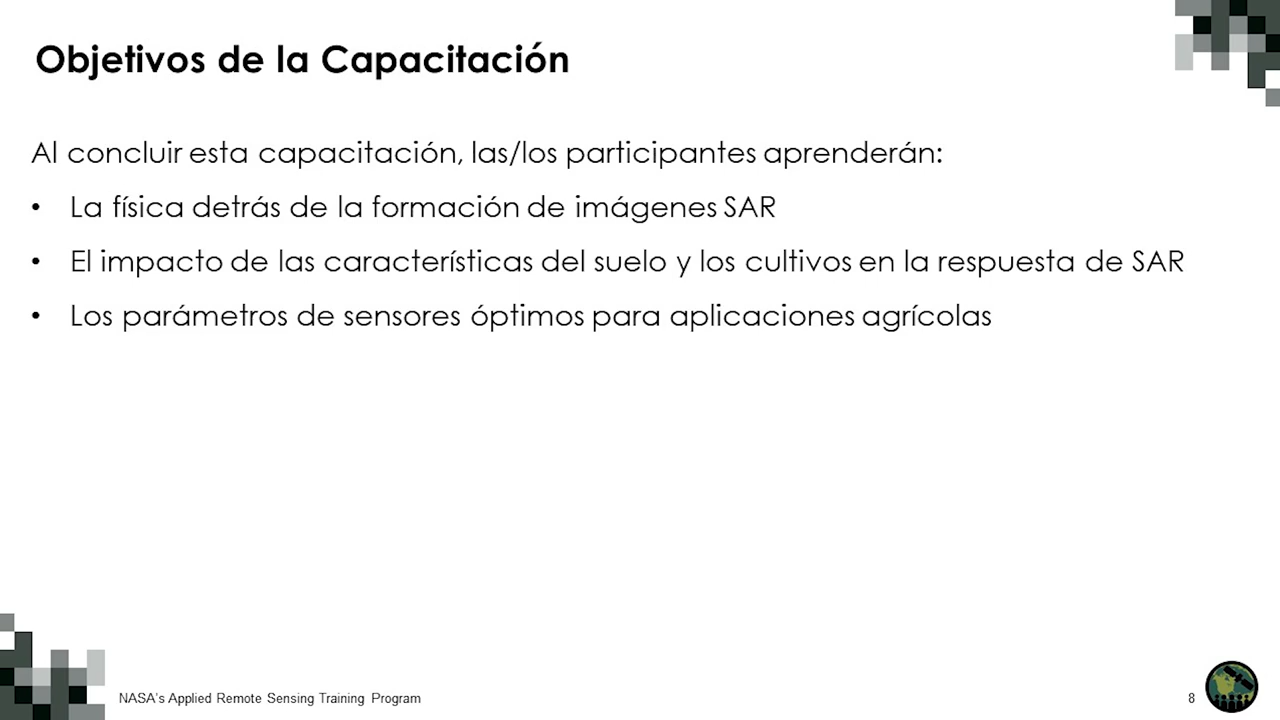 Objetivos de la Capacitación
Al concluir esta capacitación, las/los participantes aprenderán:
• La física detrás de la formación de imágenes SAR
• El impacto de las características del suelo y los cultivos en la respuesta de SAR
• Los parámetros de sensores óptimos para aplicaciones agrícolas
NASA's Applied Remote Sensing Training Program
8